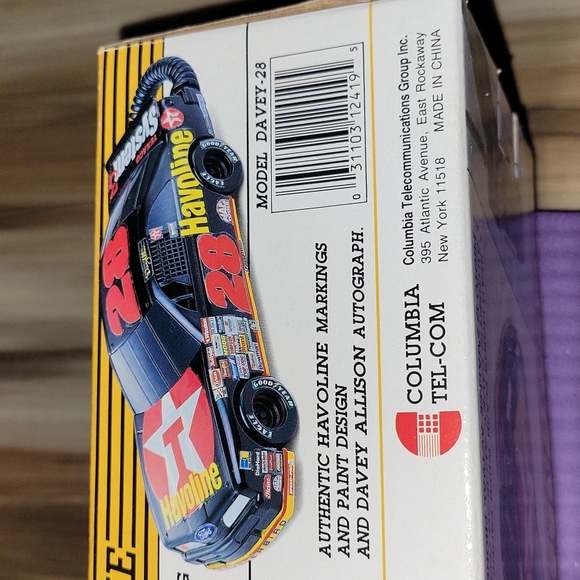 MODEL DAVEY-28
0 31103 12419 5
AUTHENTIC HAVOLINE MARKINGS
AND PAINT DESIGN
AND DAVEY ALLISON AUTOGRAPH.
COLUMBIA
TEL-COM
Columbia Telecommunications Group Inc.
395 Atlantic Avenue, East Rockaway
New York 11518 MADE IN CHINA
Havoline
28
28
Havoline
GOODYEAR
EAGLE
GOODYEAR
EAGLE
Ford
T